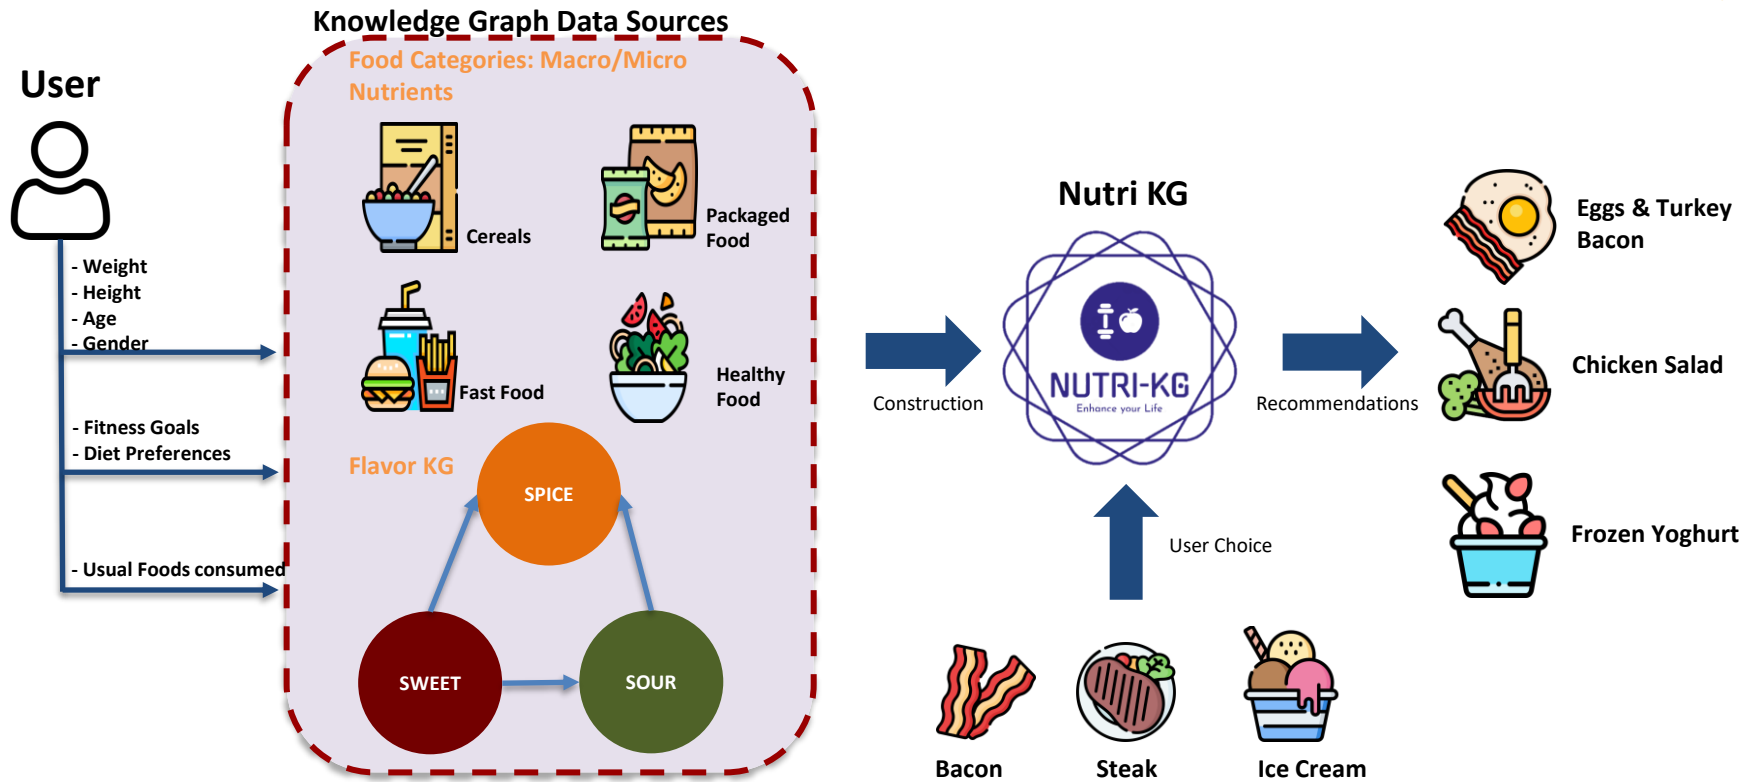 Knowledge Graph Data Sources
User
- Weight
- Height
- Age
- Gender
- Fitness Goals
- Diet Preferences
- Usual Foods consumed
Food Categories: Macro/Micro
Nutrients
Cereals
Packaged
Food
Fast Food
Healthy
Food
Flavor KG
SPICE
SWEET
SOUR
Construction
Nutri KG
NUTRI-KG
Enhance your Life
User Choice
Bacon
Steak
Ice Cream
Recommendations
Eggs & Turkey
Bacon
Chicken Salad
Frozen Yoghurt